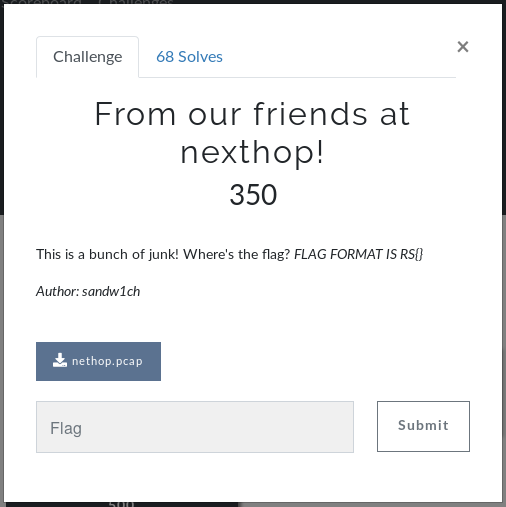 Scoreboard Challenges
Challenge
68 Solves
×
From our friends at
nexthop!
350
This is a bunch of junk! Where's the flag? FLAG FORMAT IS RS{}
Author: sandw1ch
nethop.pcap
Flag
Submit
500